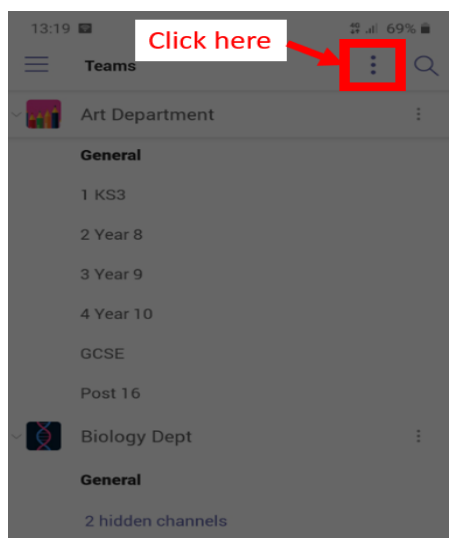 13:19 4G 69%
Click here
Teams
Art Department
General
1 KS3
2 Year 8
3 Year 9
4 Year 10
GCSE
Post 16
Biology Dept
General
2 hidden channels